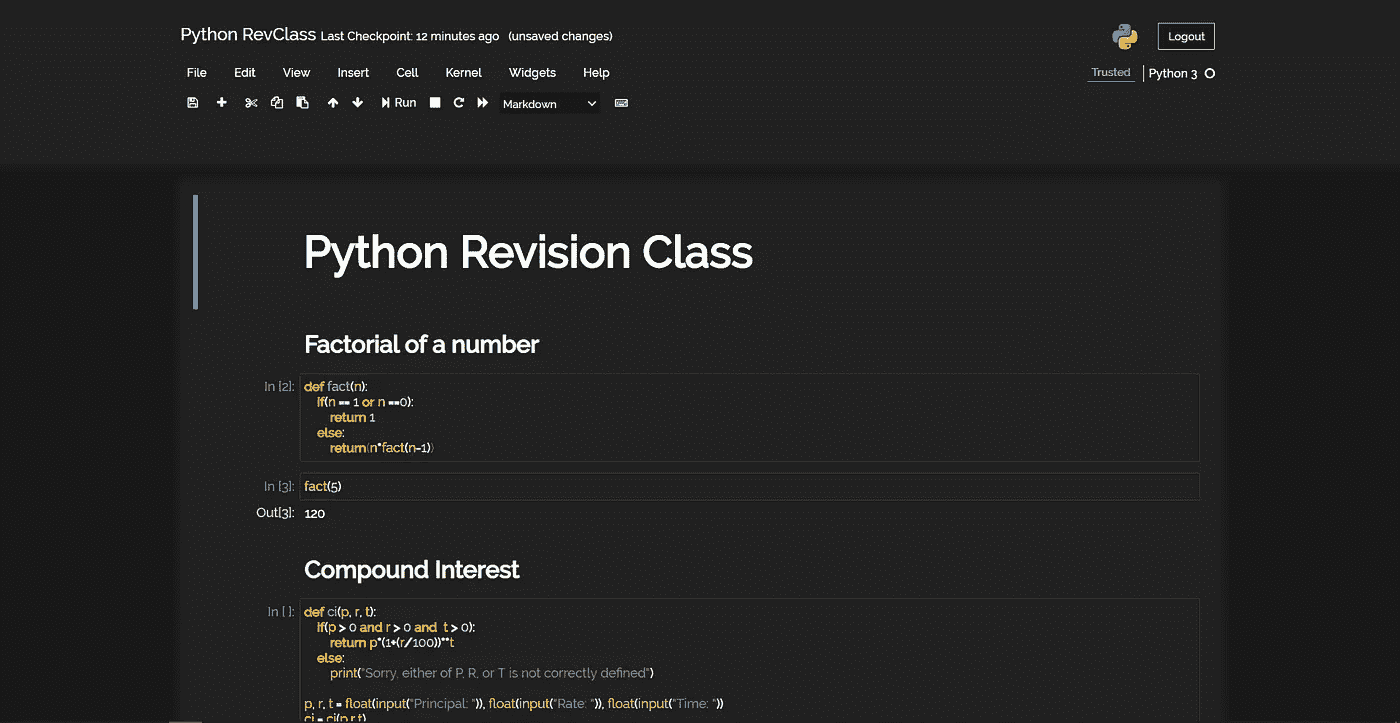 Python RevClass Last Checkpoint: 12 minutes ago (unsaved changes)
Logout
File Edit View Insert Cell Kernel Widgets Help
Trusted Python 3
Run Markdown
Python Revision Class
Factorial of a number
In [2]: def fact(n):
if(n == 1 or n ==0):
return 1
else:
return(n*fact(n-1))
In [3]: fact(5)
Out[3]: 120
Compound Interest
In [ ]: def ci(p, r, t):
if(p > 0 and r > 0 and t > 0):
return p*(1+(r/100))**t
else:
print("Sorry, either of P, R, or T is not correctly defined")
p, r, t = float(input("Principal: ")), float(input("Rate: ")), float(input("Time: "))
ci = ci(p,r,t)